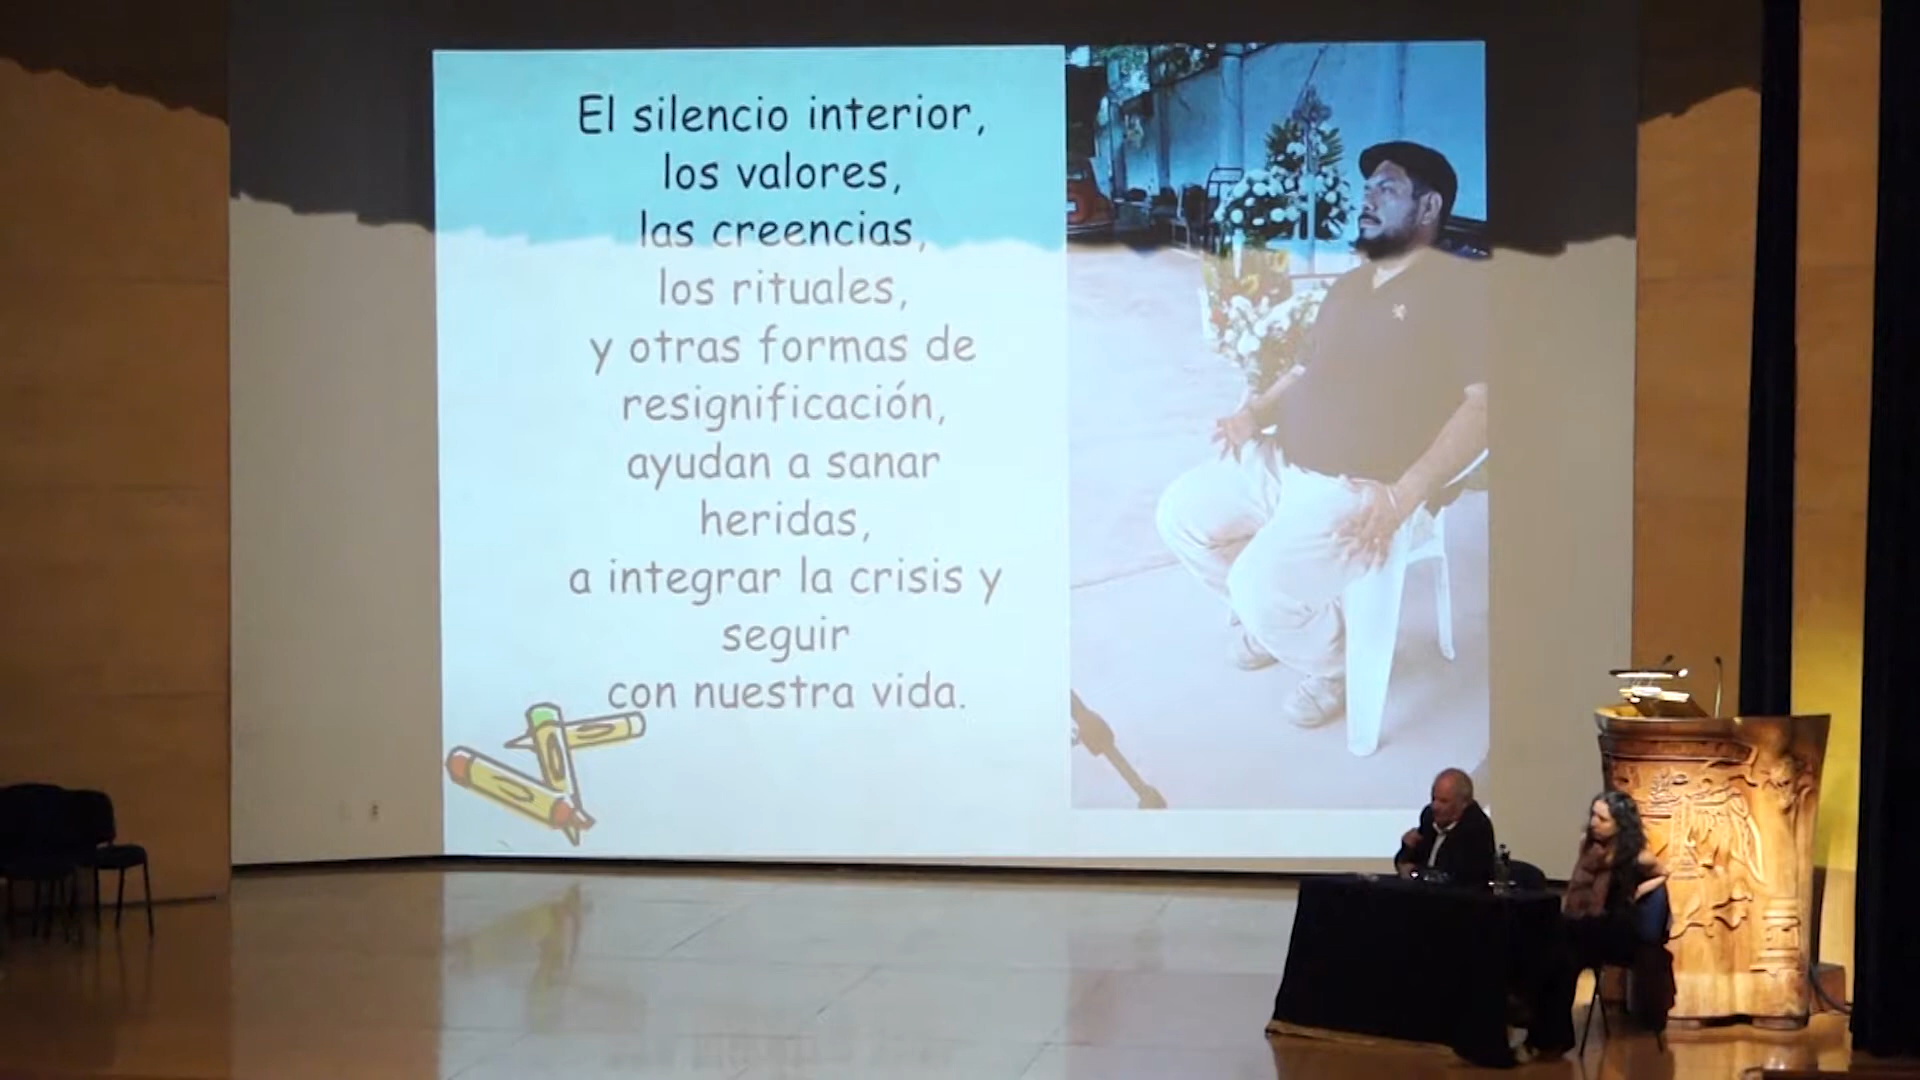 El silencio interior,
los valores,
las creencias,
los rituales,
y otras formas de
resignificación,
ayudan a sanar
heridas,
a integrar la crisis y
seguir
con nuestra vida.